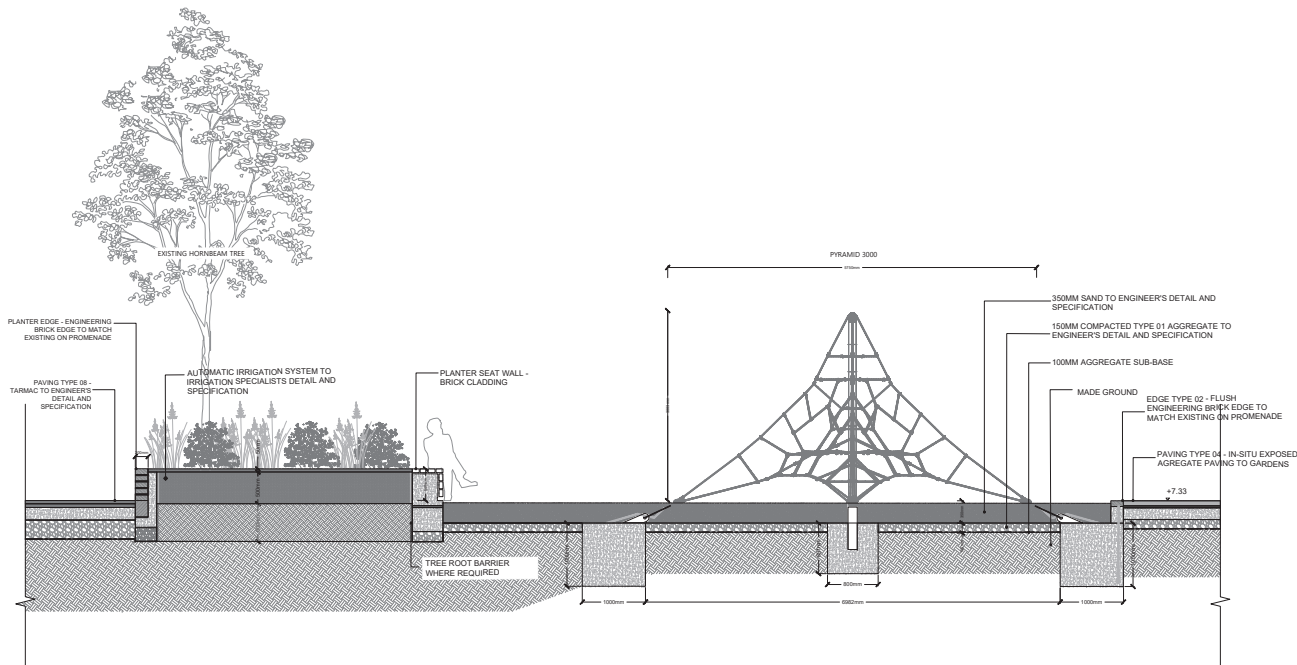 EXISTING HORNBEAM TREE
PLANTER EDGE - ENGINEERING
BRICK EDGE TO MATCH
EXISTING ON PROMENADE
PAVING TYPE 08 -
TARMAC TO ENGINEER'S
DETAIL AND
SPECIFICATION
AUTOMATIC IRRIGATION SYSTEM TO
IRRIGATION SPECIALISTS DETAIL AND
SPECIFICATION
PLANTER SEAT WALL -
BRICK CLADDING
TREE ROOT BARRIER
WHERE REQUIRED
PYRAMID 3000
350MM SAND TO ENGINEER'S DETAIL AND
SPECIFICATION
150MM COMPACTED TYPE 01 AGGREGATE TO
ENGINEER'S DETAIL AND SPECIFICATION
100MM AGGREGATE SUB-BASE
MADE GROUND
EDGE TYPE 02 - FLUSH
ENGINEERING BRICK EDGE TO
MATCH EXISTING ON PROMENADE
PAVING TYPE 04 - IN-SITU EXPOSED
AGREGATE PAVING TO GARDENS
+7.33
800mm
1000mm
6962mm
1000mm